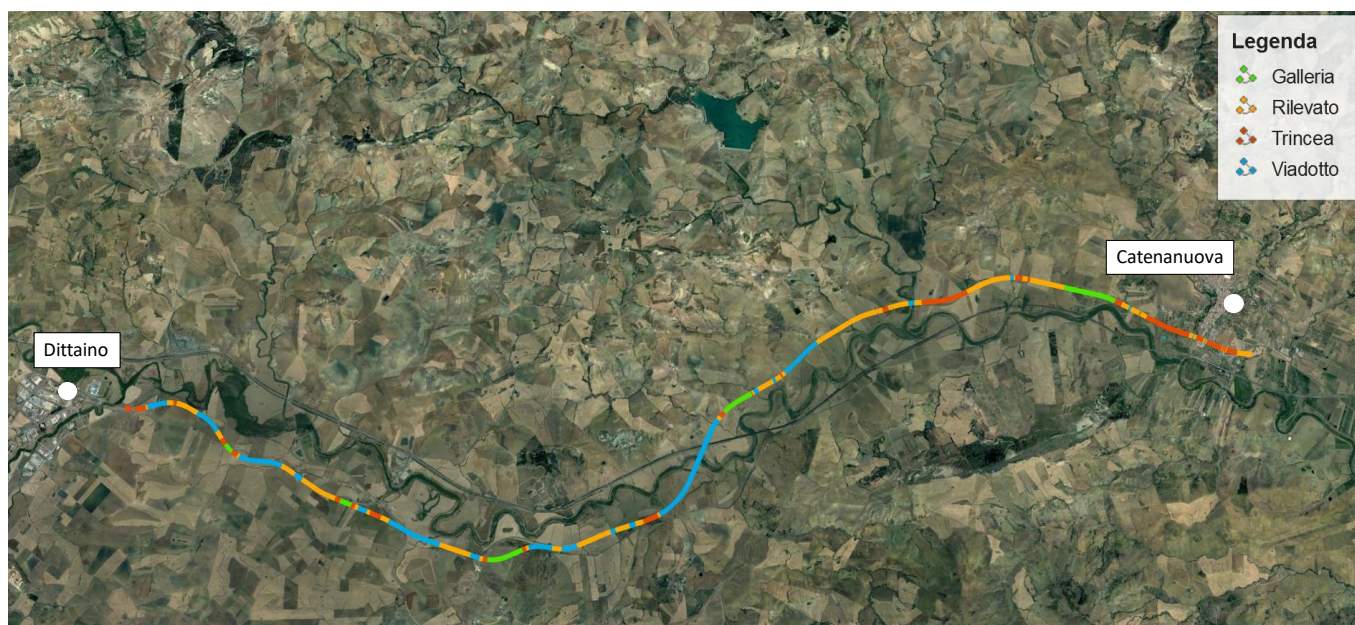 Legenda
Galleria
Rilevato
Trincea
Viadotto
Catenanuova
Dittaino